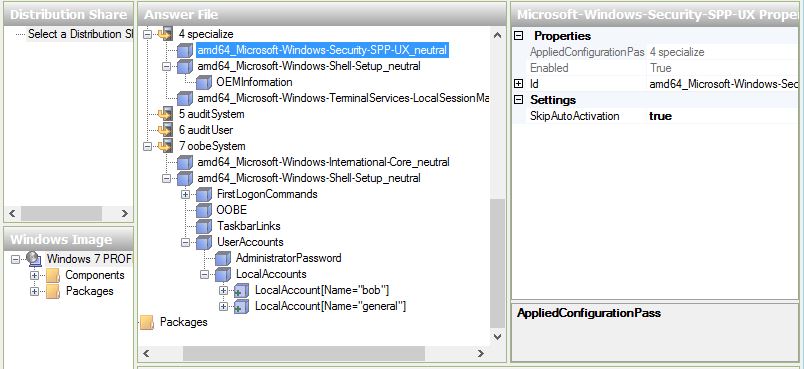 Distribution Share
Select a Distribution Sl
Windows Image
Windows 7 PROFI
Components
Packages
Answer File
4 specialize
amd64_Microsoft-Windows-Security-SPP-UX_neutral
amd64_Microsoft-Windows-Shell-Setup_neutral
OEMInformation
amd64_Microsoft-Windows-TerminalServices-LocalSessionMa
5 auditSystem
6 auditUser
7 oobeSystem
amd64_Microsoft-Windows-International-Core_neutral
amd64_Microsoft-Windows-Shell-Setup_neutral
FirstLogonCommands
OOBE
TaskbarLinks
UserAccounts
AdministratorPassword
LocalAccounts
LocalAccount[Name="bob"]
LocalAccount[Name="general"]
Packages
Microsoft-Windows-Security-SPP-UX Proper
Properties
AppliedConfigurationPas 4 specialize
Enabled True
Id amd64_Microsoft-Windows-Sec
Settings
SkipAutoActivation true
AppliedConfigurationPass